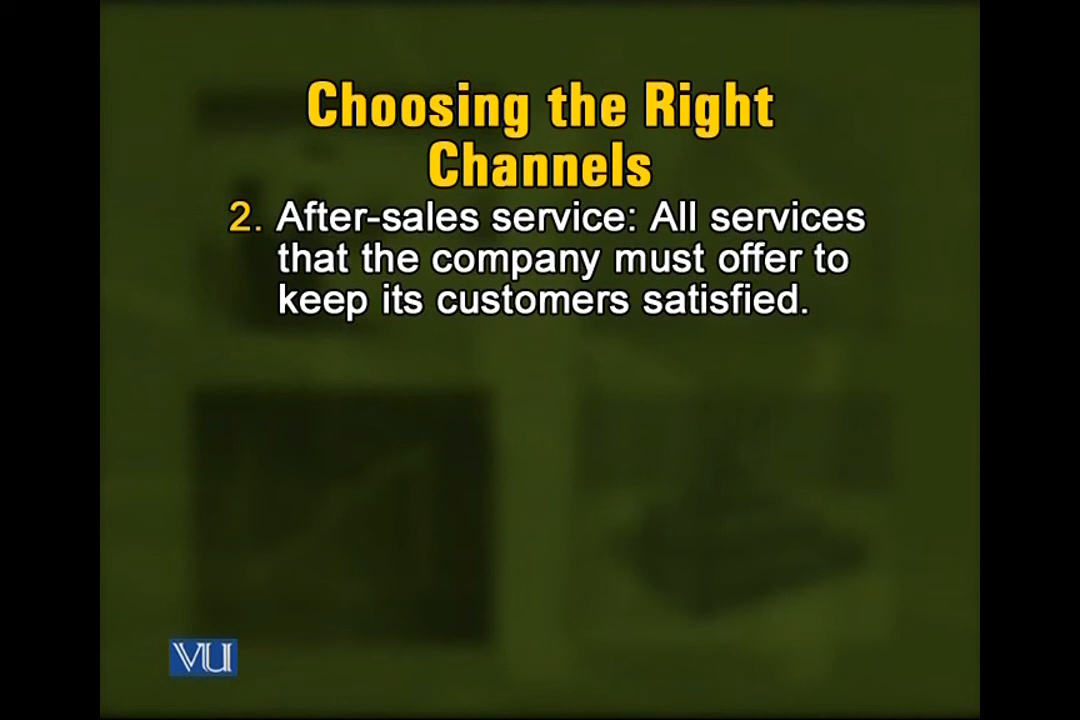 Choosing the Right
Channels
2. After-sales service: All services
that the company must offer to
keep its customers satisfied.
VU